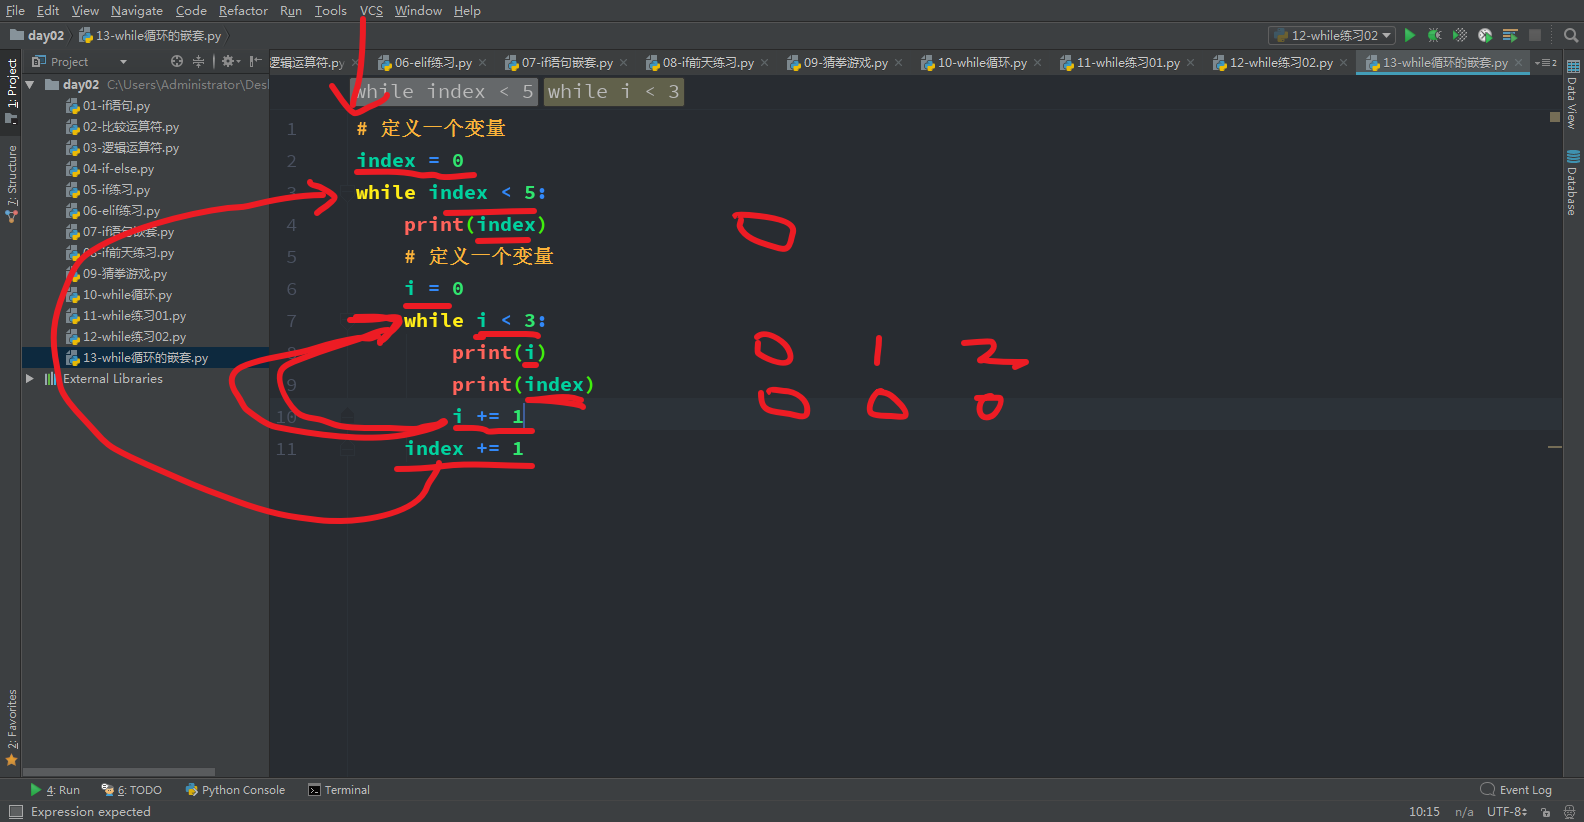 File Edit View Navigate Code Refactor Run Tools VCS Window Help
day02 13-while循环的嵌套.py 12-while练习02
Project 逻辑运算符.py 06-elif练习.py 07-if语句嵌套.py 08-if前天练习.py 09-猜拳游戏.py 10-while循环.py 11-while练习01.py 12-while练习02.py 13-while循环的嵌套.py
1: Project
7: Structure
2: Favorites
day02 C:\Users\Administrator\Des
01-if语句.py
02-比较运算符.py
03-逻辑运算符.py
04-if-else.py
05-if练习.py
06-elif练习.py
07-if语句嵌套.py
08-if前天练习.py
09-猜拳游戏.py
10-while循环.py
11-while练习01.py
12-while练习02.py
13-while循环的嵌套.py
External Libraries
while index < 5 while i < 3
1 # 定义一个变量
2 index = 0
3 while index < 5:
4 print(index) 0
5 # 定义一个变量
6 i = 0
7 while i < 3:
8 print(i) 0 1 2
9 print(index) 0 0 0
10 i += 1
11 index += 1
Data View
Database
4: Run 6: TODO Python Console Terminal Event Log
Expression expected 10:15 n/a UTF-8